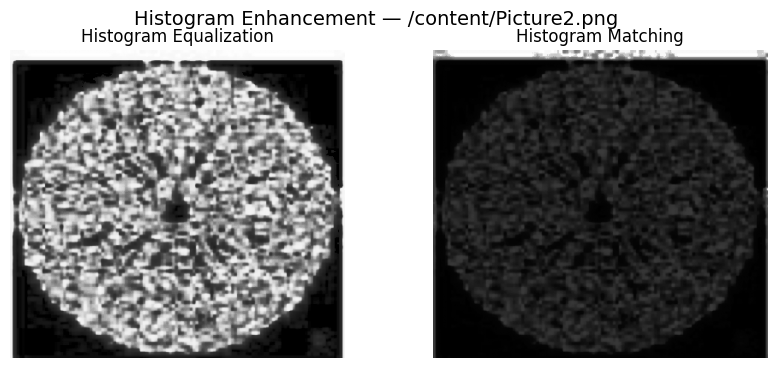 Histogram Enhancement — /content/Picture2.png
Histogram Equalization
Histogram Matching